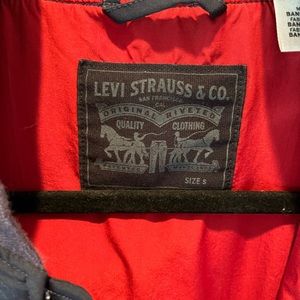 LEVI STRAUSS & CO.
SAN FRANCISCO
CAL
ORIGINAL RIVETED
QUALITY CLOTHING
SIZE S